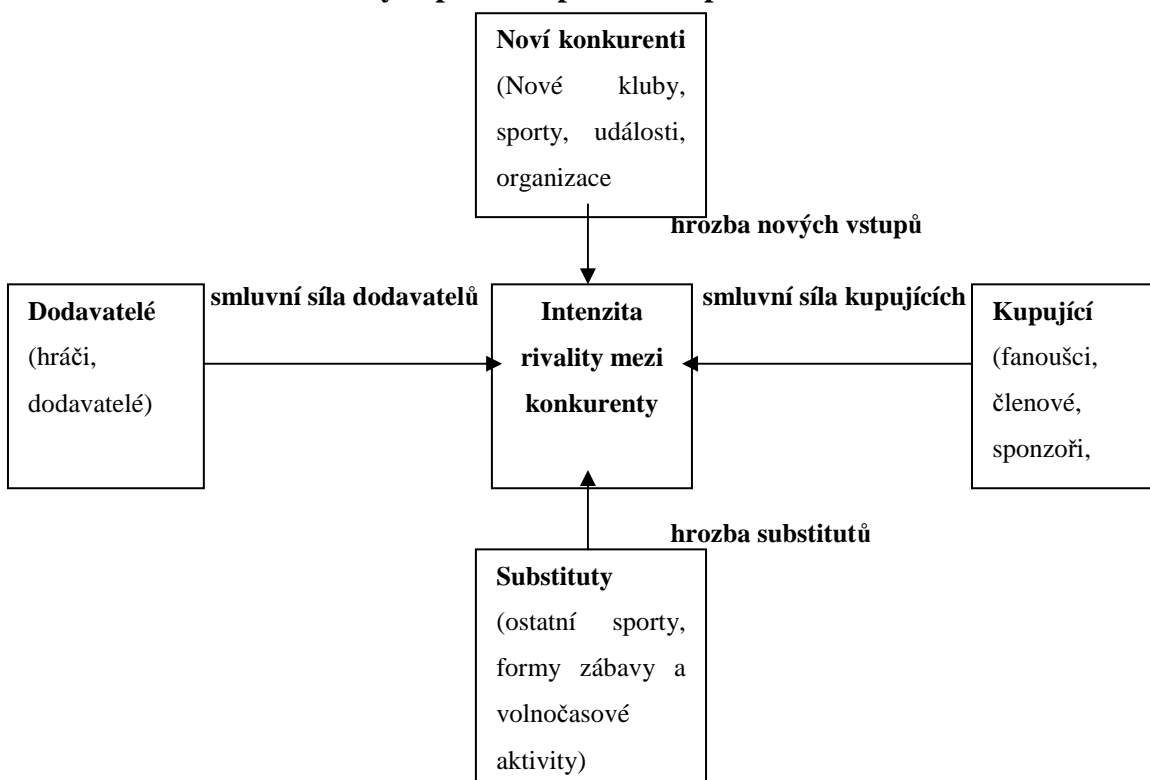 Noví konkurenti
(Nové kluby,
sporty, události,
organizace
hrozba nových vstupů
Dodavatelé
(hráči,
dodavatelé)
smluvní síla dodavatelů
Intenzita
rivality mezi
konkurenty
smluvní síla kupujících
Kupující
(fanoušci,
členové,
sponzoři,
hrozba substitutů
Substituty
(ostatní sporty,
formy zábavy a
volnočasové
aktivity)